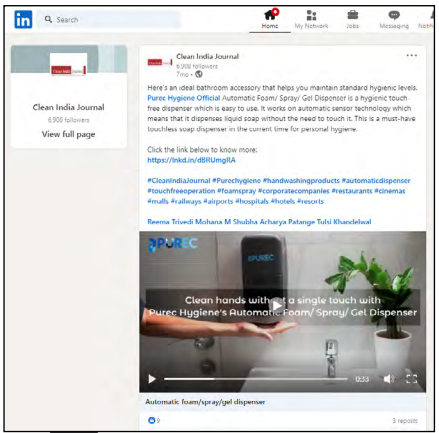 in
Search
Home
My Network
Jobs
Messaging
Clean India Journal
6,908 followers
View full page
Clean India Journal
6,908 followers
7mo •
Here's an ideal bathroom accessory that helps you maintain standard hygienic levels.
Purec Hygiene Official Automatic Foam/ Spray/ Gel Dispenser is a hygienic touch
free dispenser which is easy to use. It works on automatic sensor technology which
means that it dispenses liquid soap without the need to touch it. This is a must-have
touchless soap dispenser in the current time for personal hygiene.
Click the link below to know more:
https://lnkd.in/dBRUmgRA
#CleanIndiaJournal #Purechygiene #handwashingproducts #automaticdispenser
#touchfreeoperation #foamspray #corporatecompanies #restaurants #cinemas
#malls #railways #airports #hospitals #hotels #resorts
Reema Trivedi Mohana M Shubha Acharya Patange Tulsi Khandelwal
PUREC
PUREC
Clean hands without a single touch with
Purec Hygiene's Automatic Foam/ Spray/ Gel Dispenser
0:33
Automatic foam/spray/gel dispenser
9
3 reposts